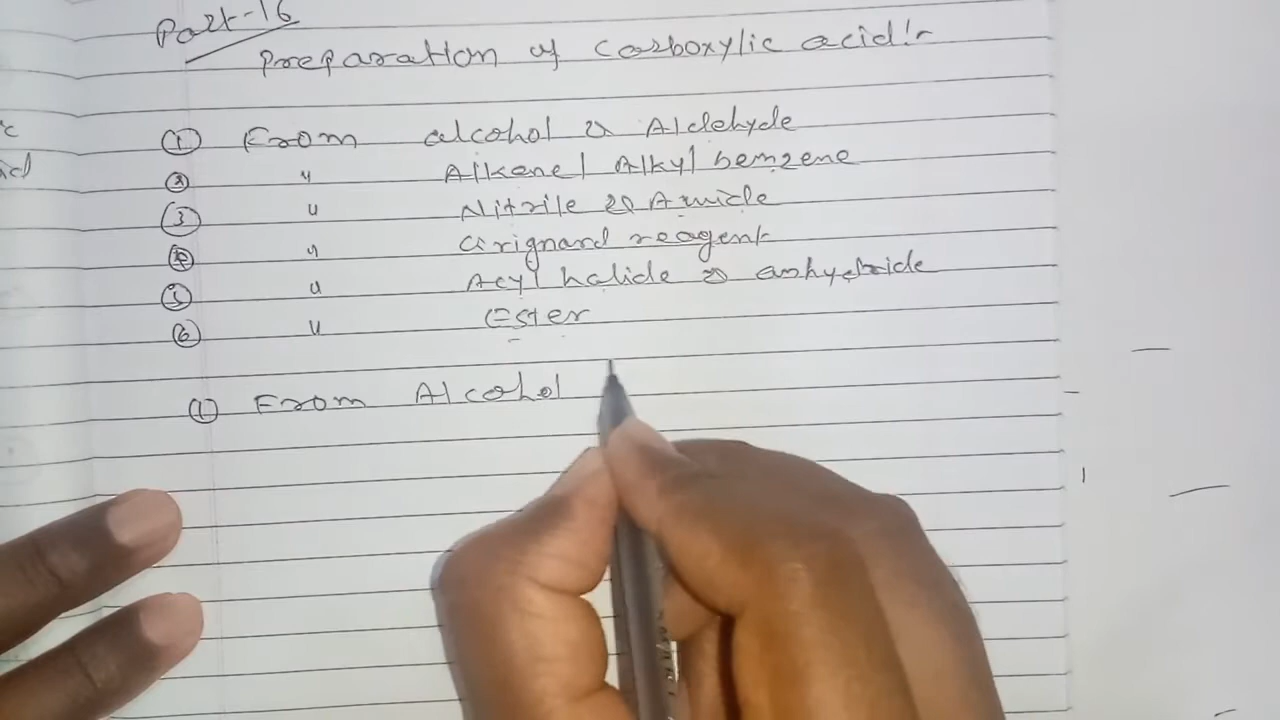 Part-16
Preparation of carboxylic acid:-
① From alcohol & Aldehyde
② " Alkene / Alkyl benzene
③ " Nitrile & Amide
④ " Grignard reagent
⑤ " Acyl halide & anhydride
⑥ " Ester
① From Alcohol